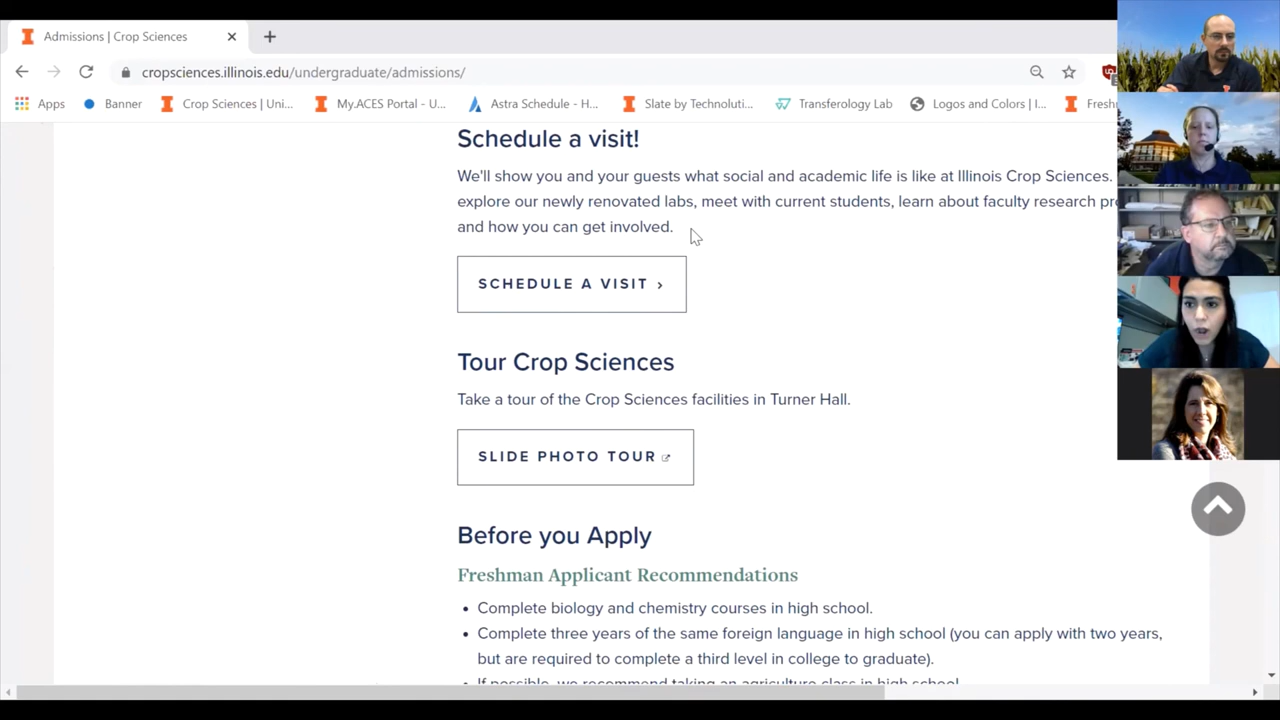 Admissions | Crop Sciences
cropsciences.illinois.edu/undergraduate/admissions/
Apps Banner Crop Sciences | Uni... My.ACES Portal - U... Astra Schedule - H... Slate by Technoluti... Transferology Lab Logos and Colors | I... Fresh
Schedule a visit!
We'll show you and your guests what social and academic life is like at Illinois Crop Sciences.
explore our newly renovated labs, meet with current students, learn about faculty research pr
and how you can get involved.
SCHEDULE A VISIT ›
Tour Crop Sciences
Take a tour of the Crop Sciences facilities in Turner Hall.
SLIDE PHOTO TOUR
Before you Apply
Freshman Applicant Recommendations
• Complete biology and chemistry courses in high school.
• Complete three years of the same foreign language in high school (you can apply with two years,
but are required to complete a third level in college to graduate).
• If possible, we recommend taking an agriculture class in high school